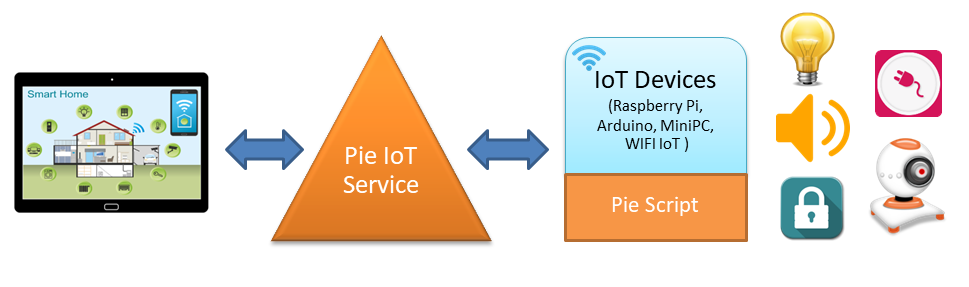 Smart Home
Pie IoT
Service
IoT Devices
(Raspberry Pi,
Arduino, MiniPC,
WIFI IoT )
Pie Script